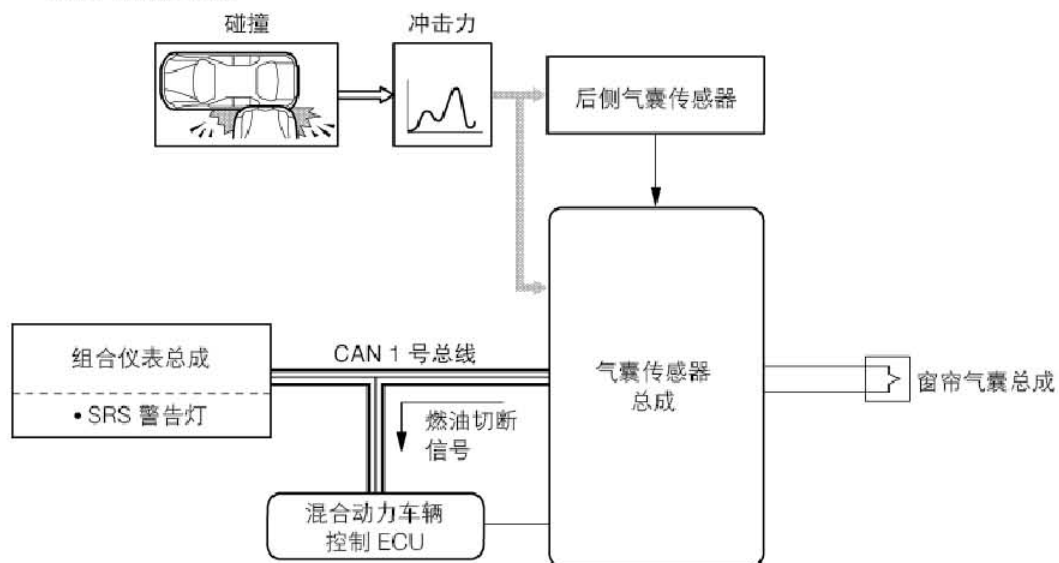 碰撞
冲击力
后侧气囊传感器
组合仪表总成
• SRS 警告灯
CAN 1 号总线
燃油切断
信号
气囊传感器
总成
窗帘气囊总成
混合动力车辆
控制 ECU